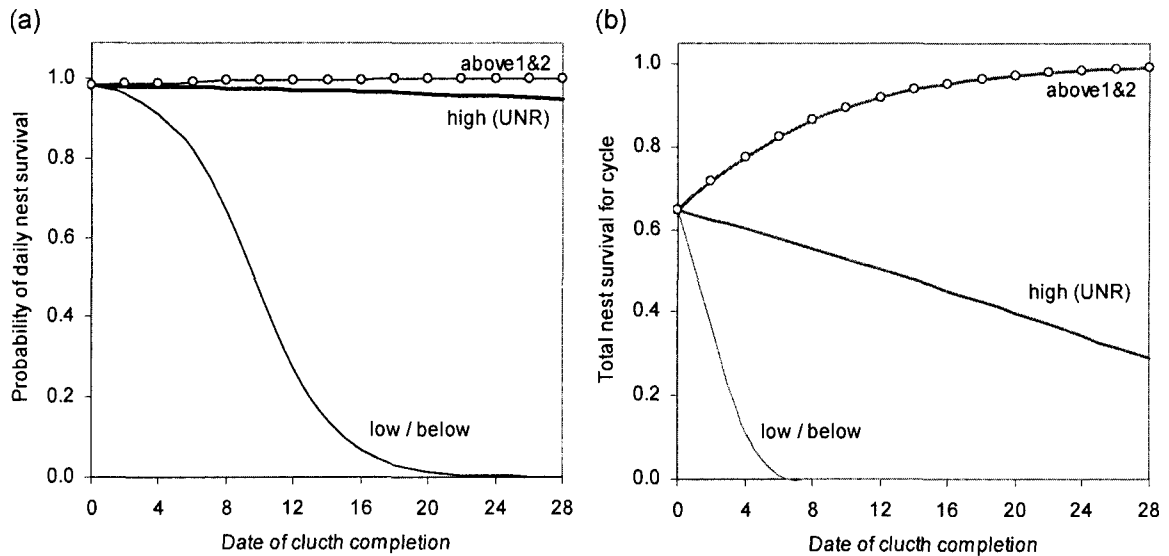 (a)
Probability of daily nest survival
1.0
0.8
0.6
0.4
0.2
0.0
above1&2
high (UNR)
low / below
0 4 8 12 16 20 24 28
Date of clucth completion
(b)
Total nest survival for cycle
1.0
0.8
0.6
0.4
0.2
0.0
above1&2
high (UNR)
low / below
0 4 8 12 16 20 24 28
Date of clucth completion